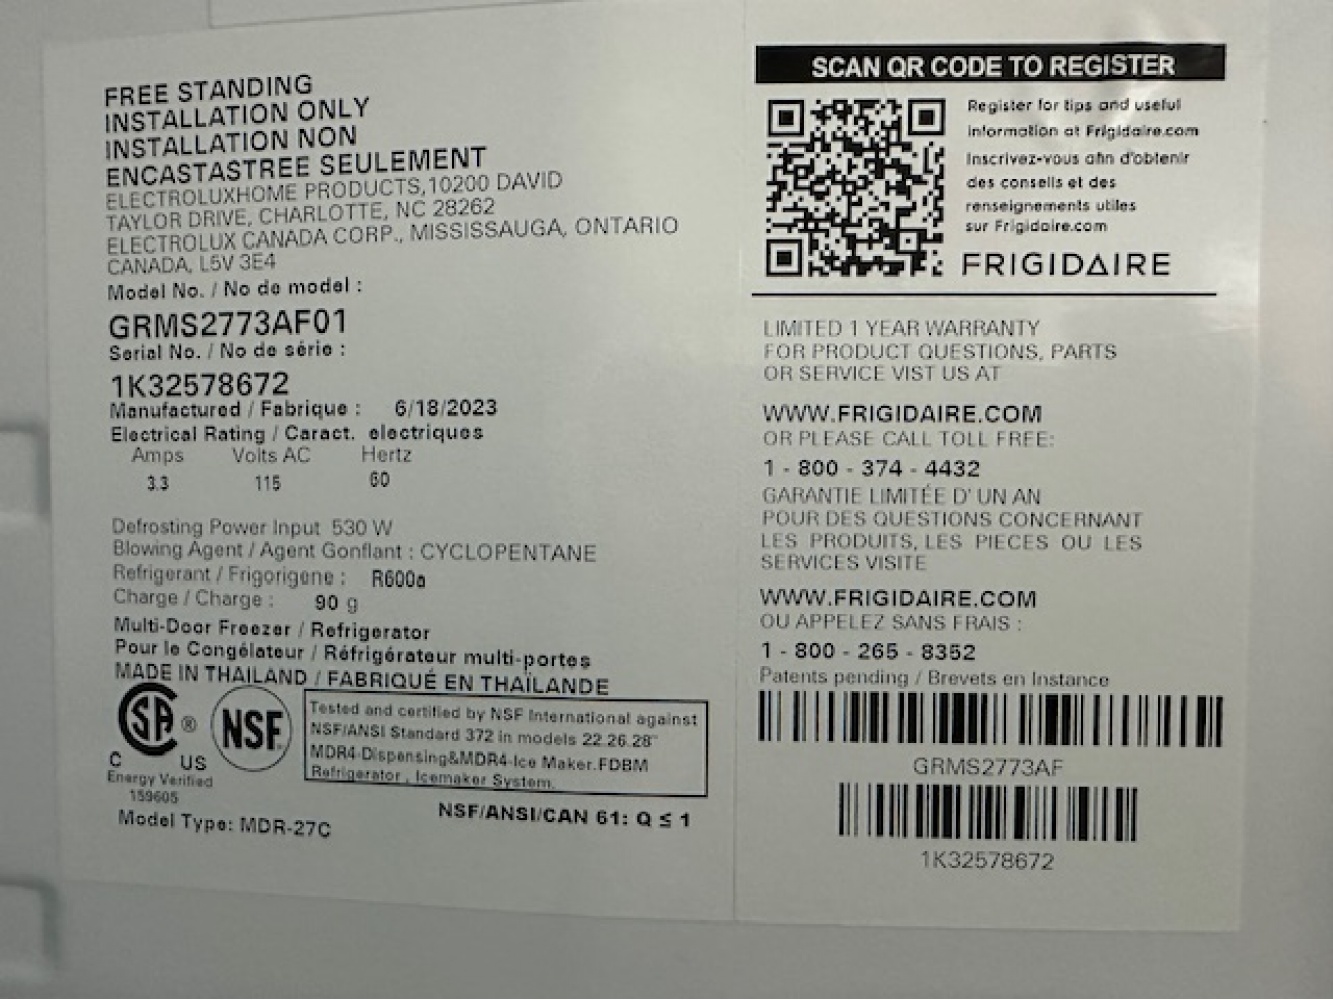 FREE STANDING
INSTALLATION ONLY
INSTALLATION NON
ENCASTASTREE SEULEMENT
ELECTROLUXHOME PRODUCTS,10200 DAVID
TAYLOR DRIVE, CHARLOTTE, NC 28262
ELECTROLUX CANADA CORP., MISSISSAUGA, ONTARIO
CANADA, L5V 3E4
Model No. / No de model :
GRMS2773AF01
Serial No. / No de série :
1K32578672
Manufactured / Fabrique : 6/18/2023
Electrical Rating / Caract. electriques
Amps Volts AC Hertz
3.3 115 60
Defrosting Power Input 530 W
Blowing Agent / Agent Gonflant : CYCLOPENTANE
Refrigerant / Frigorigene : R600a
Charge / Charge : 90 g
Multi-Door Freezer / Refrigerator
Pour le Congélateur / Réfrigérateur multi-portes
MADE IN THAILAND / FABRIQUÉ EN THAÏLANDE
SA ®
C US
Energy Verified
159605
NSF
Tested and certified by NSF International against
NSF/ANSI Standard 372 in models 22.26.28"
MDR4-Dispensing&MDR4-Ice Maker.FDBM
Refrigerator , Icemaker System.
NSF/ANSI/CAN 61: Q ≤ 1
Model Type: MDR-27C
SCAN QR CODE TO REGISTER
Register for tips and useful
information at Frigidaire.com
Inscrivez-vous afin d'obtenir
des conseils et des
renseignements utiles
sur Frigidaire.com
FRIGIDAIRE
LIMITED 1 YEAR WARRANTY
FOR PRODUCT QUESTIONS, PARTS
OR SERVICE VIST US AT
WWW.FRIGIDAIRE.COM
OR PLEASE CALL TOLL FREE:
1 - 800 - 374 - 4432
GARANTIE LIMITÉE D' UN AN
POUR DES QUESTIONS CONCERNANT
LES PRODUITS, LES PIECES OU LES
SERVICES VISITE
WWW.FRIGIDAIRE.COM
OU APPELEZ SANS FRAIS :
1 - 800 - 265 - 8352
Patents pending / Brevets en Instance
GRMS2773AF
1K32578672